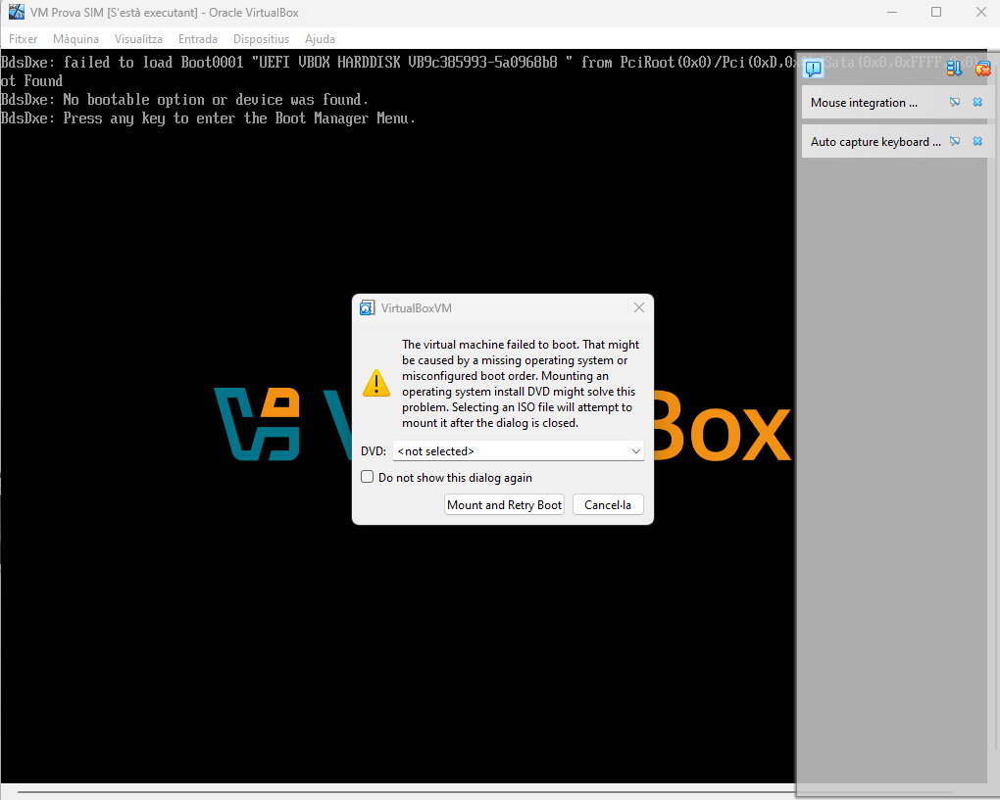 VM Prova SIM [S'està executant] - Oracle VirtualBox
Fitxer Màquina Visualitza Entrada Dispositius Ajuda
BdsDxe: failed to load Boot0001 "UEFI VBOX HARDDISK VB9c385993-5a0968b8 " from PciRoot(0x0)/Pci(0xD,0x0)/Sata(0x0,0xFFFF,0x0)
ot Found
BdsDxe: No bootable option or device was found.
BdsDxe: Press any key to enter the Boot Manager Menu.
Mouse integration ...
Auto capture keyboard ...
VirtualBoxVM
The virtual machine failed to boot. That might
be caused by a missing operating system or
misconfigured boot order. Mounting an
operating system install DVD might solve this
problem. Selecting an ISO file will attempt to
mount it after the dialog is closed.
DVD: <not selected>
Do not show this dialog again
Mount and Retry Boot Cancel·la
Box